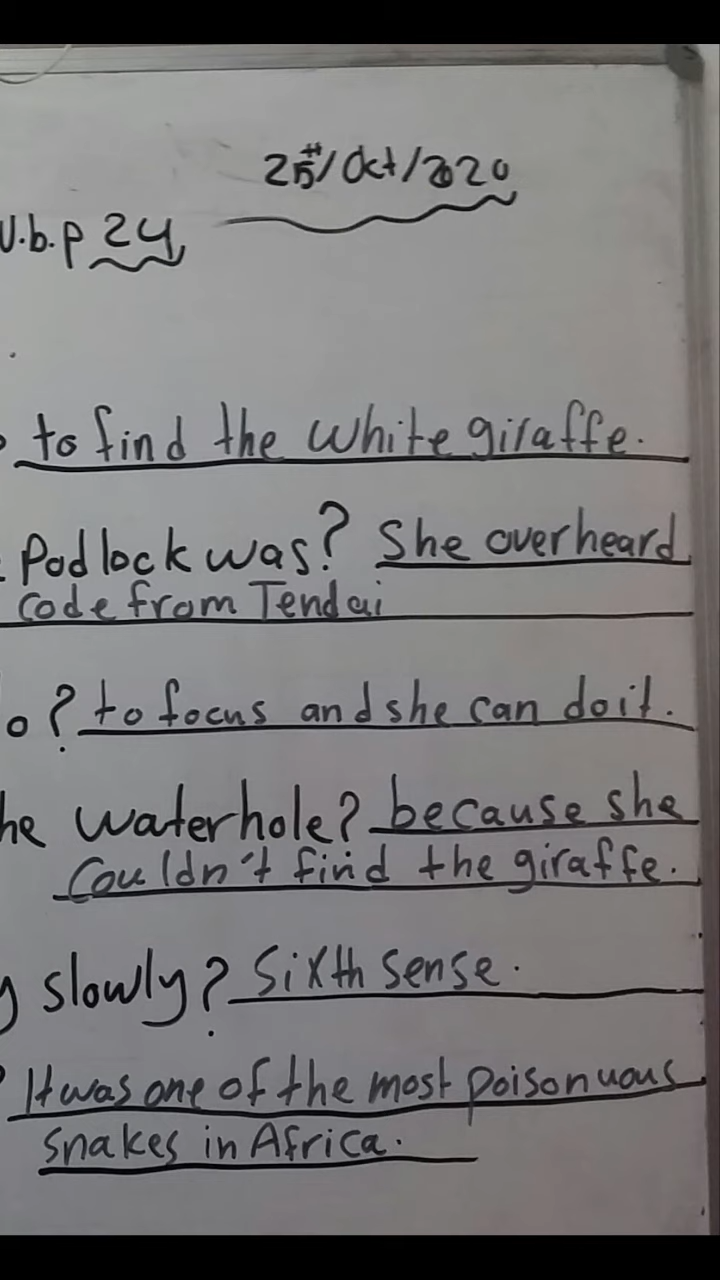 25th/Oct/2020
W.b.p 24
to find the white giraffe.
Podlock was? She overheard
code from Tendai
o? to focus and she can do it.
he waterhole? because she
couldn't find the giraffe.
y slowly? Sixth sense.
? It was one of the most poisonuous
snakes in Africa.